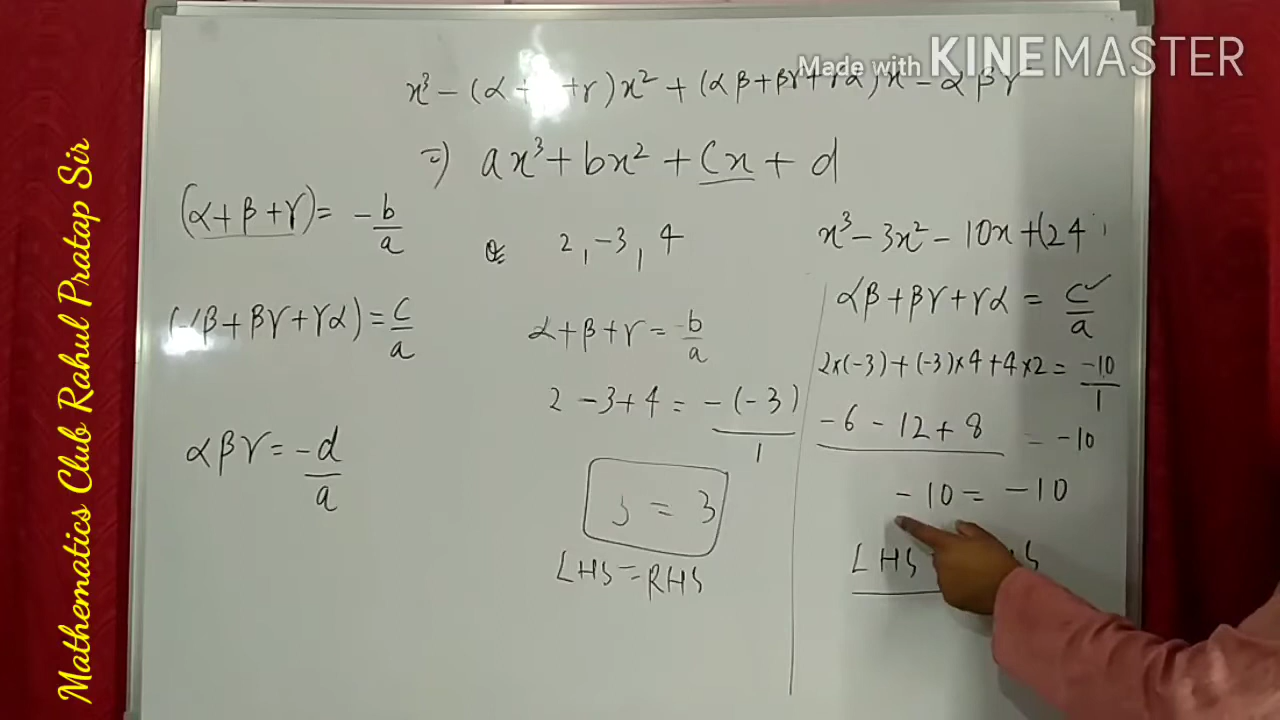 Made with KINEMASTER
x³ - (α + + γ)x² + (αβ + βγ + γα)x - αβγ
⇒) ax³ + bx² + Cx + d
(α + β + γ) = -b/a
2, -3, 4
x³ - 3x² - 10x + (24
(αβ + βγ + γα) = c/a
α + β + γ = -b/a
αβ + βγ + γα = c/a
2 - 3 + 4 = -(-3)/1
2×(-3) + (-3)×4 + 4×2 = -10/1
αβγ = -d/a
-6 - 12 + 8 = -10
3 = 3
-10 = -10
LHS = RHS
LHS
Mathematics Club Rahul Pratap Sir